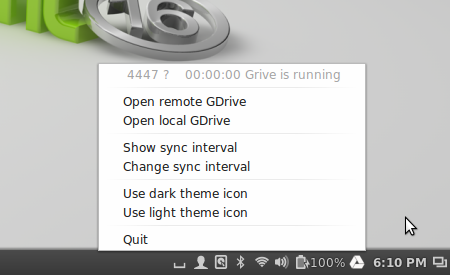 16
4447 ?    00:00:00 Grive is running
Open remote GDrive
Open local GDrive
Show sync interval
Change sync interval
Use dark theme icon
Use light theme icon
Quit
100% 6:10 PM